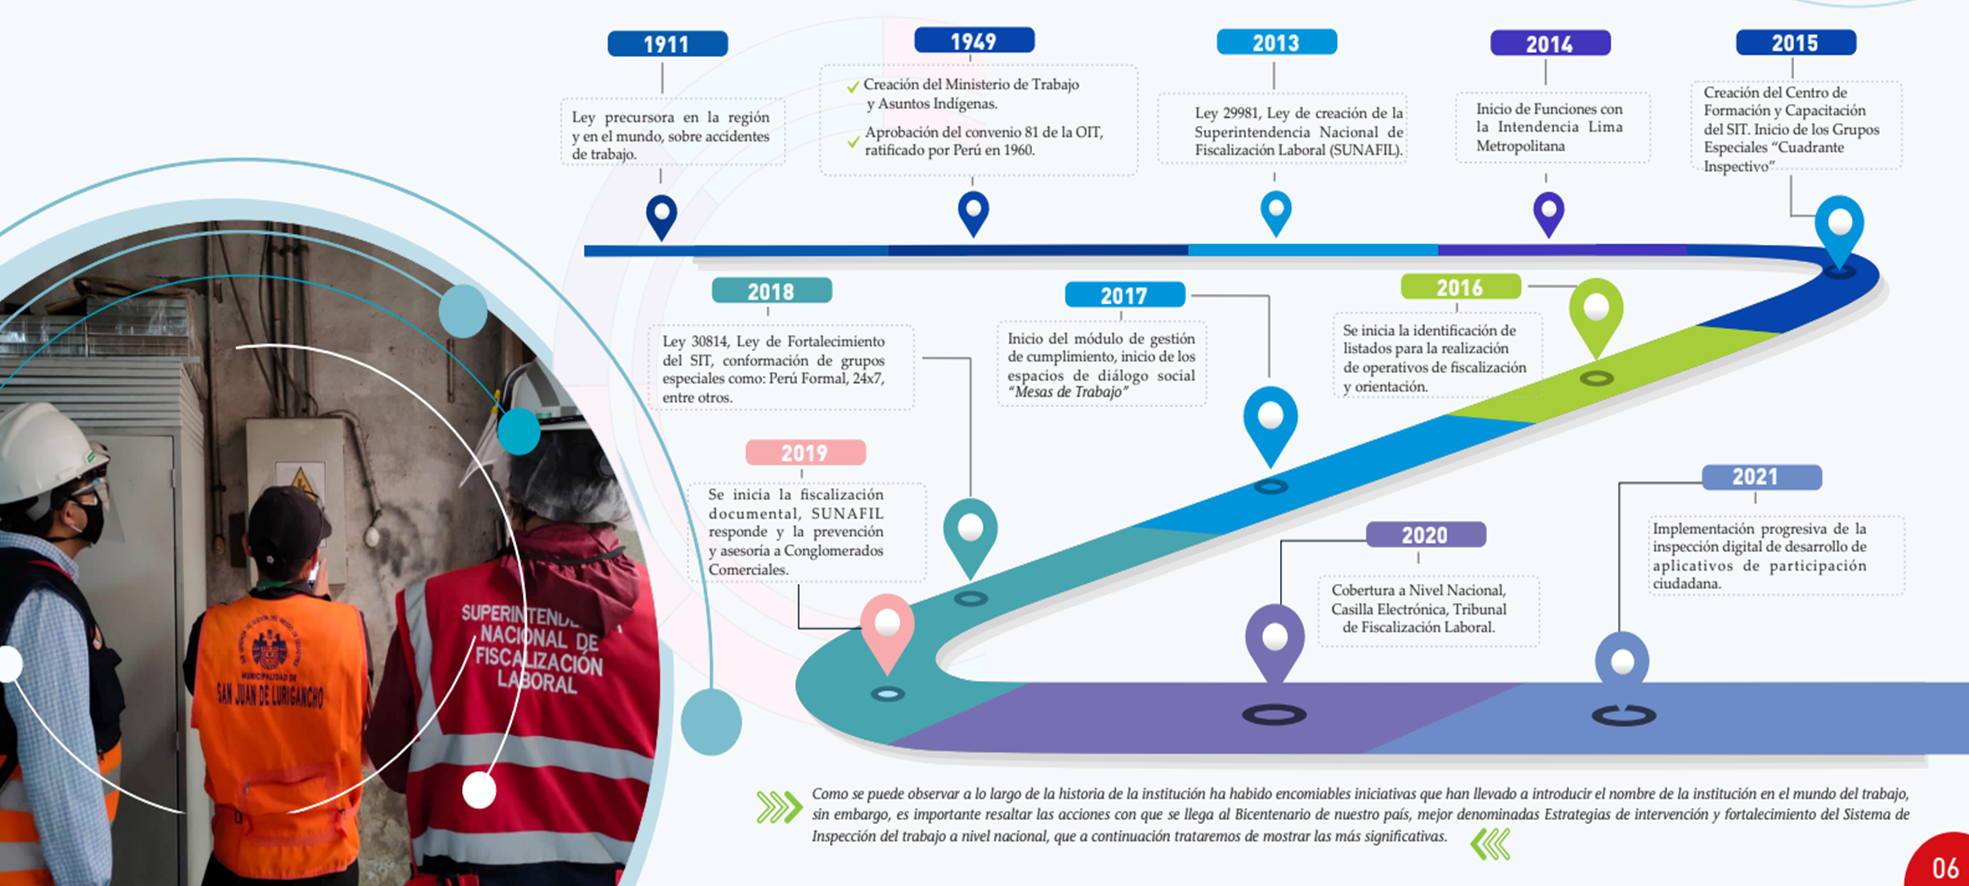 1911
Ley precursora en la región
y en el mundo, sobre accidentes
de trabajo.
1949
Creación del Ministerio de Trabajo
y Asuntos Indígenas.
Aprobación del convenio 81 de la OIT,
ratificado por Perú en 1960.
2013
Ley 29981, Ley de creación de la
Superintendencia Nacional de
Fiscalización Laboral (SUNAFIL).
2014
Inicio de Funciones con
la Intendencia Lima
Metropolitana
2015
Creación del Centro de
Formación y Capacitación
del SIT. Inicio de los Grupos
Especiales “Cuadrante
Inspectivo”
2016
Se inicia la identificación de
listados para la realización
de operativos de fiscalización
y orientación.
2017
Inicio del módulo de gestión
de cumplimiento, inicio de los
espacios de diálogo social
“Mesas de Trabajo”
2018
Ley 30814, Ley de Fortalecimiento
del SIT, conformación de grupos
especiales como: Perú Formal, 24x7,
entre otros.
2019
Se inicia la fiscalización
documental, SUNAFIL
responde y la prevención
y asesoría a Conglomerados
Comerciales.
2020
Cobertura a Nivel Nacional,
Casilla Electrónica, Tribunal
de Fiscalización Laboral.
2021
Implementación progresiva de la
inspección digital de desarrollo de
aplicativos de participación
ciudadana.
MUNICIPALIDAD DE
SAN JUAN DE LURIGANCHO
NACIONAL DE
FISCALIZACIÓN
LABORAL
Como se puede observar a lo largo de la historia de la institución ha habido encomiables iniciativas que han llevado a introducir el nombre de la institución en el mundo del trabajo,
sin embargo, es importante resaltar las acciones con que se llega al Bicentenario de nuestro país, mejor denominadas Estrategias de intervención y fortalecimiento del Sistema de
Inspección del trabajo a nivel nacional, que a continuación trataremos de mostrar las más significativas.
06